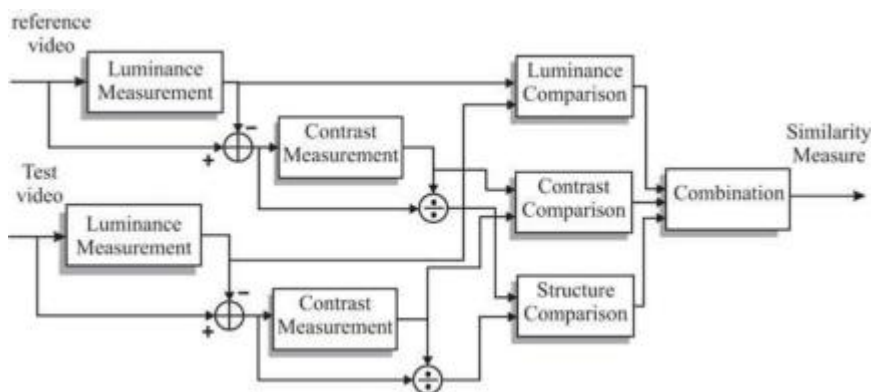 reference
video
Luminance
Measurement
Luminance
Comparison
−
+
Contrast
Measurement
Similarity
Measure
Test
video
÷
Contrast
Comparison
Combination
Luminance
Measurement
−
+
Contrast
Measurement
Structure
Comparison
÷